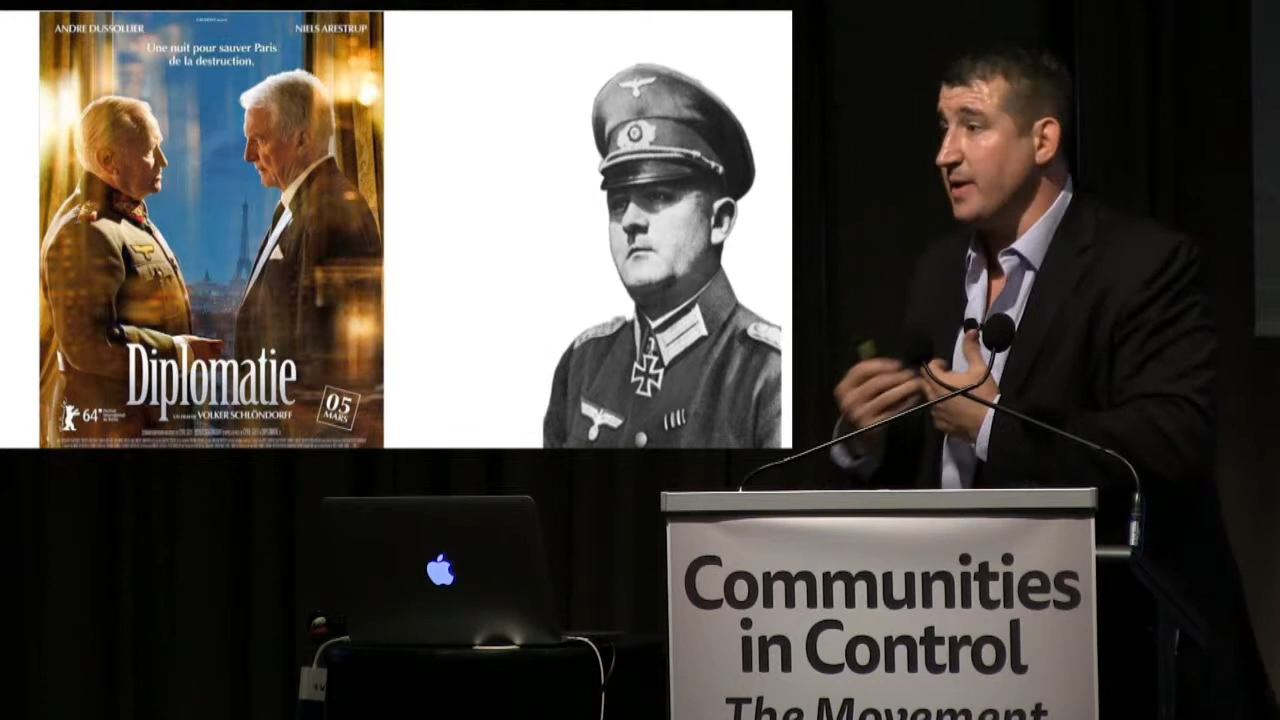 ANDRE DUSSOLLIER
NIELS ARESTRUP
Une nuit pour sauver Paris
de la destruction.
Diplomatie
UN FILM DE VOLKER SCHLÖNDORFF
64
05
MARS
Communities
in Control
The Movement